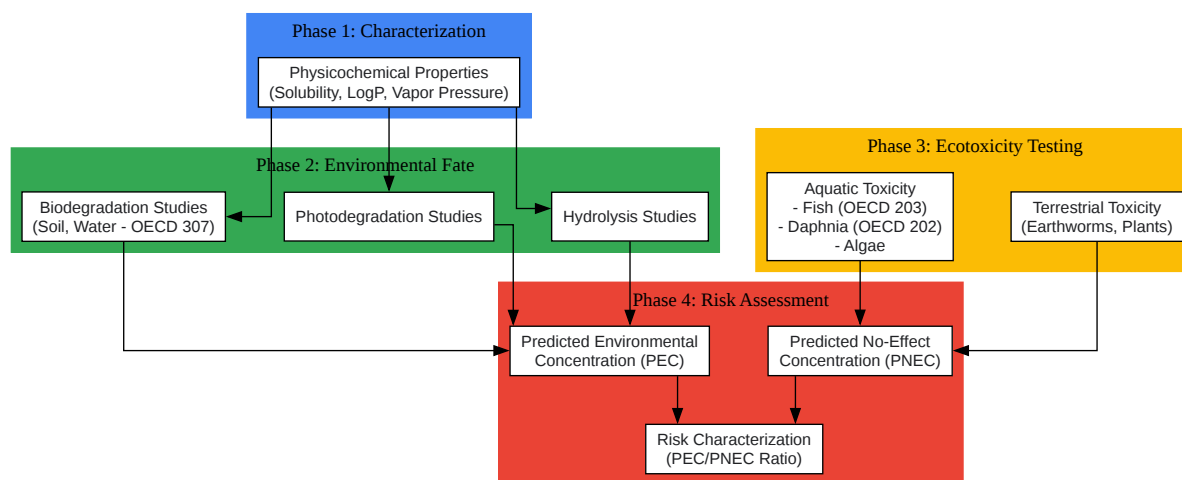 Phase 1: Characterization
Physicochemical Properties
(Solubility, LogP, Vapor Pressure)
Phase 2: Environmental Fate
Biodegradation Studies
(Soil, Water - OECD 307)
Photodegradation Studies
Hydrolysis Studies
Phase 3: Ecotoxicity Testing
Aquatic Toxicity
- Fish (OECD 203)
- Daphnia (OECD 202)
- Algae
Terrestrial Toxicity
(Earthworms, Plants)
Phase 4: Risk Assessment
Predicted Environmental
Concentration (PEC)
Predicted No-Effect
Concentration (PNEC)
Risk Characterization
(PEC/PNEC Ratio)